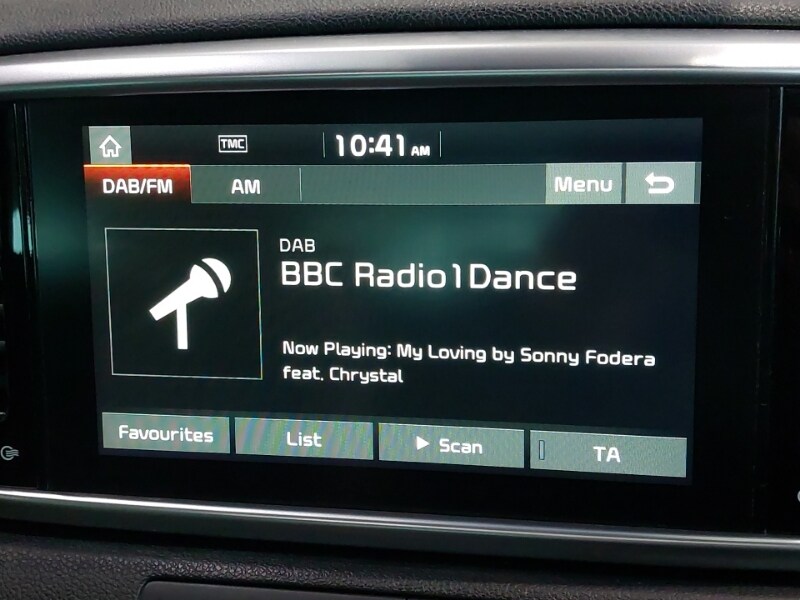 TMC
10:41 AM
DAB/FM
AM
Menu
DAB
BBC Radio1Dance
Now Playing: My Loving by Sonny Fodera
feat. Chrystal
Favourites
List
Scan
TA